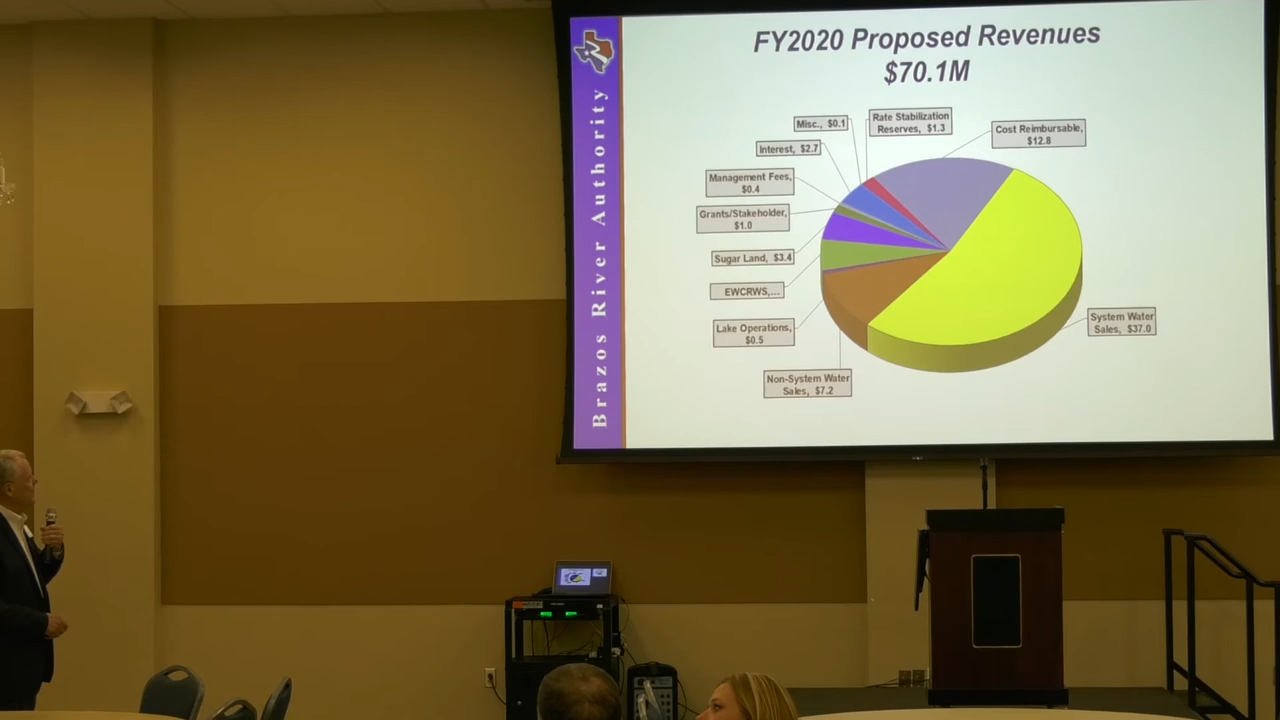 FY2020 Proposed Revenues
$70.1M
Brazos River Authority
Misc., $0.1
Rate Stabilization
Reserves, $1.3
Cost Reimbursable,
$12.8
Interest, $2.7
Management Fees,
$0.4
Grants/Stakeholder,
$1.0
Sugar Land, $3.4
EWCRWS,...
Lake Operations,
$0.5
System Water
Sales, $37.0
Non-System Water
Sales, $7.2